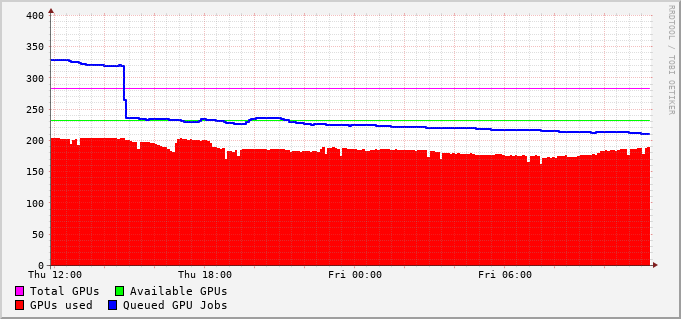 400
350
300
250
200
150
100
50
0
Thu 12:00 Thu 18:00 Fri 00:00 Fri 06:00
Total GPUs Available GPUs
GPUs used Queued GPU Jobs
RRDTOOL / TOBI OETIKER